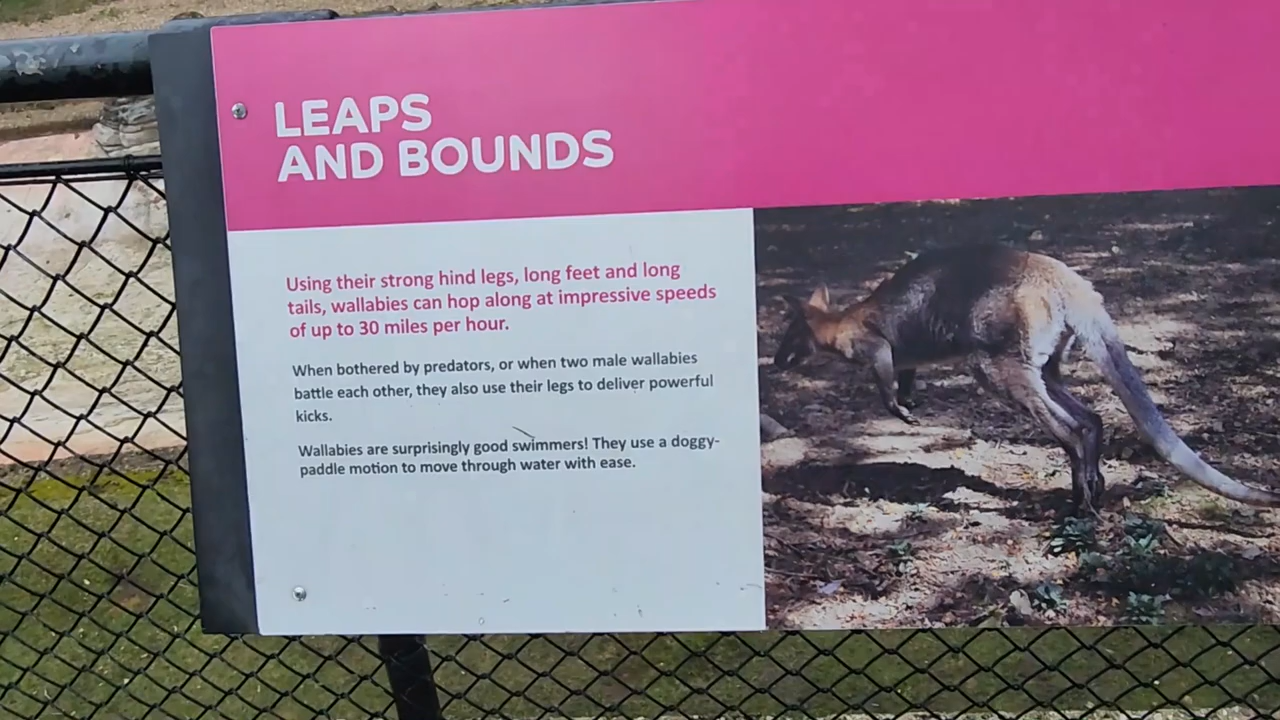 LEAPS
AND BOUNDS
Using their strong hind legs, long feet and long
tails, wallabies can hop along at impressive speeds
of up to 30 miles per hour.
When bothered by predators, or when two male wallabies
battle each other, they also use their legs to deliver powerful
kicks.
Wallabies are surprisingly good swimmers! They use a doggy-
paddle motion to move through water with ease.